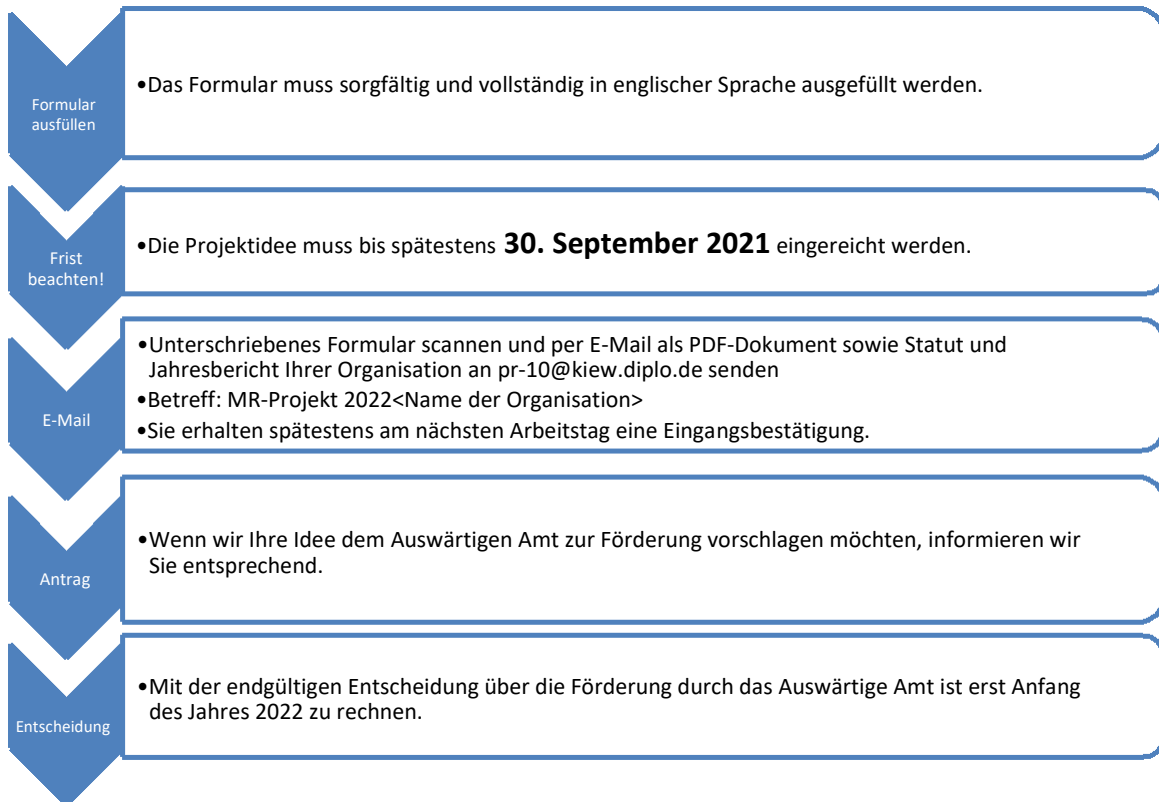 Formular
ausfüllen
•Das Formular muss sorgfältig und vollständig in englischer Sprache ausgefüllt werden.
Frist
beachten!
•Die Projektidee muss bis spätestens 30. September 2021 eingereicht werden.
E-Mail
•Unterschriebenes Formular scannen und per E-Mail als PDF-Dokument sowie Statut und
Jahresbericht Ihrer Organisation an pr-10@kiew.diplo.de senden
•Betreff: MR-Projekt 2022<Name der Organisation>
•Sie erhalten spätestens am nächsten Arbeitstag eine Eingangsbestätigung.
Antrag
•Wenn wir Ihre Idee dem Auswärtigen Amt zur Förderung vorschlagen möchten, informieren wir
Sie entsprechend.
Entscheidung
•Mit der endgültigen Entscheidung über die Förderung durch das Auswärtige Amt ist erst Anfang
des Jahres 2022 zu rechnen.